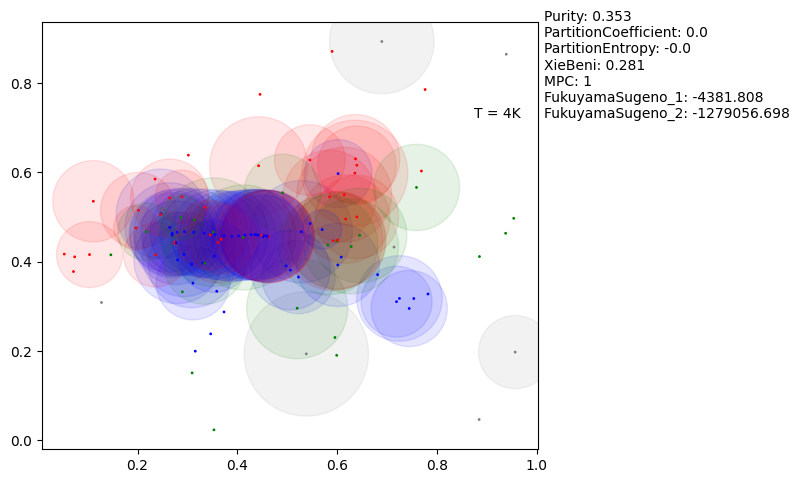 Purity: 0.353
PartitionCoefficient: 0.0
PartitionEntropy: -0.0
XieBeni: 0.281
MPC: 1
FukuyamaSugeno_1: -4381.808
FukuyamaSugeno_2: -1279056.698
T = 4K
0.8
0.6
0.4
0.2
0.0
0.2 0.4 0.6 0.8 1.0